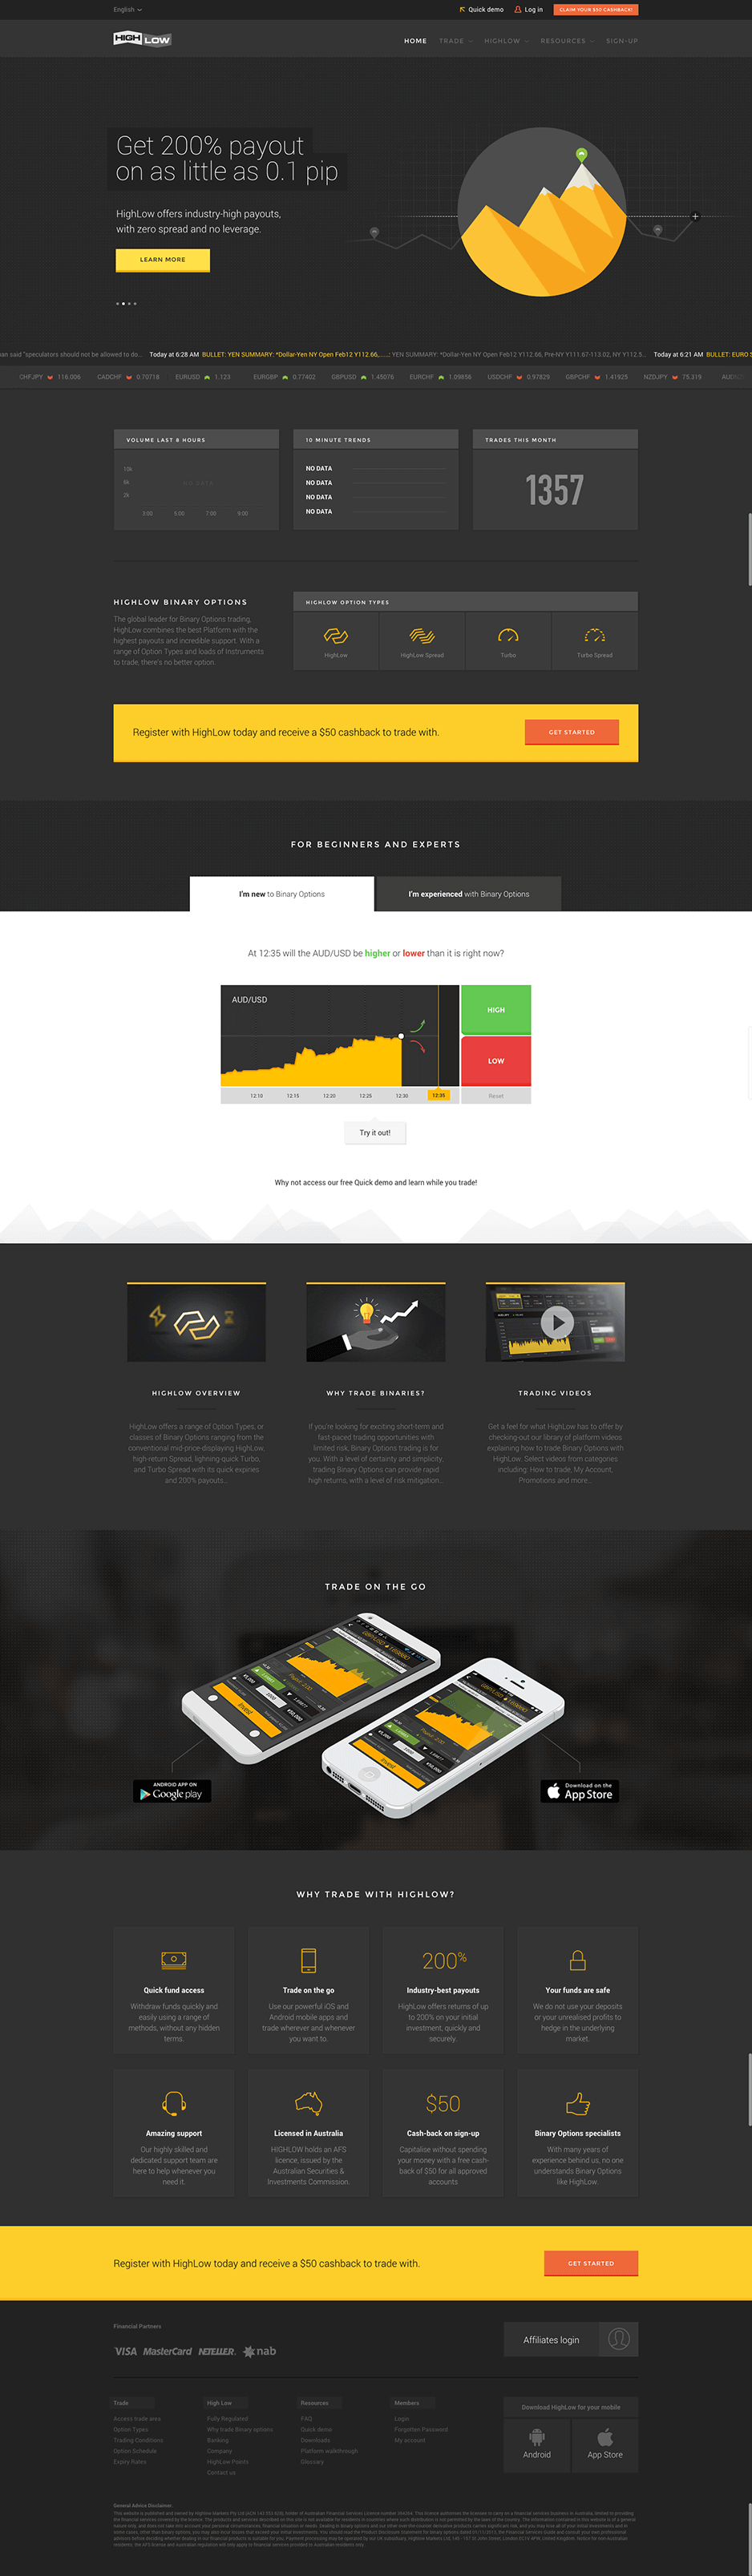 English
Quick demo
Log in
CLAIM YOUR $50 CASHBACK!
HIGH LOW
HOME
TRADE
HIGHLOW
RESOURCES
SIGN-UP
Get 200% payout
on as little as 0.1 pip
HighLow offers industry-high payouts,
with zero spread and no leverage.
LEARN MORE
an said "speculators should not be allowed to do... Today at 6:28 AM BULLET: YEN SUMMARY: *Dollar-Yen NY Open Feb12 Y112.66,.....: YEN SUMMARY: *Dollar-Yen NY Open Feb12 Y112.66, Pre-NY Y111.67-113.02, NY Y112.5... Today at 6:21 AM BULLET: EURO S
CHFJPY 116.006 CADCHF 0.70718 EURUSD 1.123 EURGBP 0.77402 GBPUSD 1.45076 EURCHF 1.09856 USDCHF 0.97829 GBPCHF 1.41925 NZDJPY 75.319
VOLUME LAST 8 HOURS
10k
6k
2k
NO DATA
3:00 5:00 7:00 9:00
10 MINUTE TRENDS
NO DATA
NO DATA
NO DATA
NO DATA
TRADES THIS MONTH
1357
HIGHLOW BINARY OPTIONS
The global leader for Binary Options trading,
HighLow combines the best Platform with the
highest payouts and incredible support. With a
range of Option Types and loads of Instruments
to trade, there's no better option.
HIGHLOW OPTION TYPES
HighLow
HighLow Spread
Turbo
Turbo Spread
Register with HighLow today and receive a $50 cashback to trade with.
GET STARTED
FOR BEGINNERS AND EXPERTS
I'm new to Binary Options
I'm experienced with Binary Options
At 12:35 will the AUD/USD be higher or lower than it is right now?
AUD/USD
HIGH
LOW
12:10 12:15 12:20 12:25 12:30 12:35
Reset
Try it out!
Why not access our free Quick demo and learn while you trade!
HIGHLOW OVERVIEW
HighLow offers a range of Option Types, or
classes of Binary Options ranging from the
conventional mid-price-displaying HighLow,
high-return Spread, lightning-quick Turbo,
and Turbo Spread with its quick expiries
and 200% payouts...
WHY TRADE BINARIES?
If you're looking for exciting short-term and
fast-paced trading opportunities with
limited risk, Binary Options trading is for
you. With a level of certainty and simplicity,
trading Binary Options can provide rapid
high returns, with a level of risk mitigation...
TRADING VIDEOS
Get a feel for what HighLow has to offer by
checking-out our library of platform videos
explaining how to trade Binary Options with
HighLow. Select videos from categories
including: How to trade, My Account,
Promotions and more...
TRADE ON THE GO
Invest
Invest
ANDROID APP ON
Google play
Download on the
App Store
WHY TRADE WITH HIGHLOW?
Quick fund access
Withdraw funds quickly and
easily using a range of
methods, without any hidden
terms.
Trade on the go
Use our powerful iOS and
Android mobile apps and
trade wherever and whenever
you want to.
200%
Industry-best payouts
HighLow offers returns of up
to 200% on your initial
investment, quickly and
securely.
Your funds are safe
We do not use your deposits
or your unrealised profits to
hedge in the underlying
market.
Amazing support
Our highly skilled and
dedicated support team are
here to help whenever you
need it.
Licensed in Australia
HIGHLOW holds an AFS
licence, issued by the
Australian Securities &
Investments Commission.
$50
Cash-back on sign-up
Capitalise without spending
your money with a free cash-
back of $50 for all approved
accounts
Binary Options specialists
With many years of
experience behind us, no one
understands Binary Options
like HighLow.
Register with HighLow today and receive a $50 cashback to trade with.
GET STARTED
Financial Partners
VISA MasterCard NETELLER. nab
Affiliates login
Trade
Access trade area
Option Types
Trading Conditions
Option Schedule
Expiry Rates
High Low
Fully Regulated
Why trade Binary options
Banking
Company
HighLow Points
Contact us
Resources
FAQ
Quick demo
Downloads
Platform walkthrough
Glossary
Members
Login
Forgotten Password
My account
Download HighLow for your mobile
Android
App Store
General Advice Disclaimer: